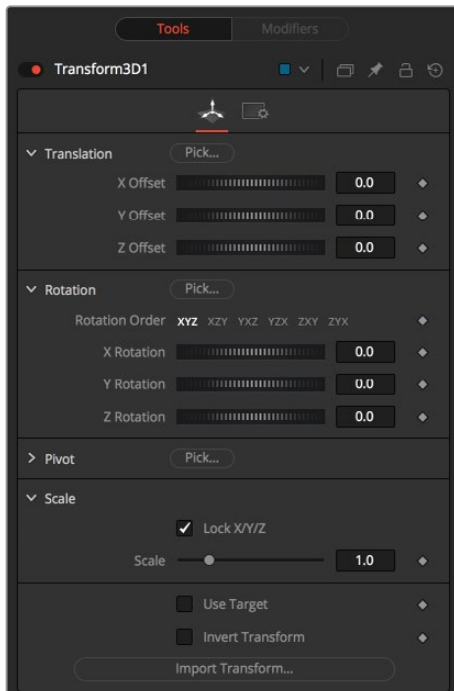 Tools Modifiers
Transform3D1
Translation Pick...
X Offset 0.0
Y Offset 0.0
Z Offset 0.0
Rotation Pick...
Rotation Order XYZ XZY YXZ YZX ZXY ZYX
X Rotation 0.0
Y Rotation 0.0
Z Rotation 0.0
Pivot Pick...
Scale
Lock X/Y/Z
Scale 1.0
Use Target
Invert Transform
Import Transform...